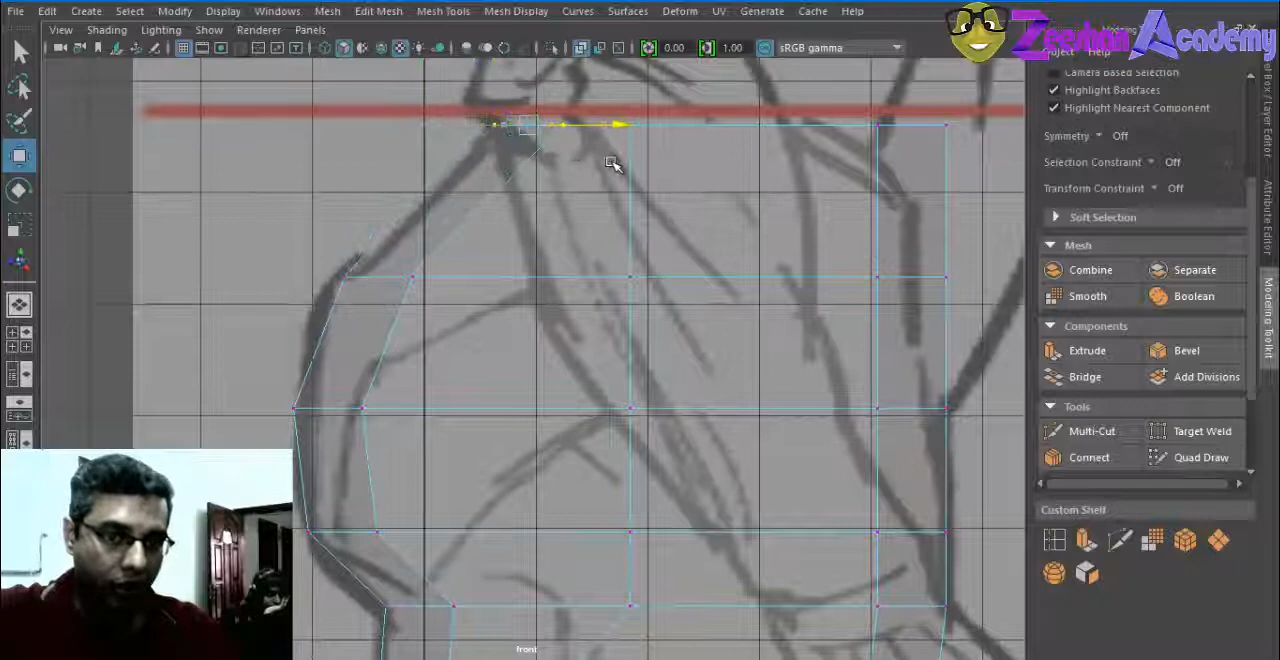 File Edit Create Select Modify Display Windows Mesh Edit Mesh Mesh Tools Mesh Display Curves Surfaces Deform UV Generate Cache Help
Zeeshan Academy
View Shading Lighting Show Renderer Panels
Help
0.00 1.00 sRGB gamma
Camera Based Selection
Highlight Backfaces
Highlight Nearest Component
Symmetry Off
Selection Constraint Off
Transform Constraint Off
Soft Selection
Mesh
Combine Separate
Smooth Boolean
Components
Extrude Bevel
Bridge Add Divisions
Tools
Multi-Cut Target Weld
Connect Quad Draw
Custom Shelf
front
Box / Layer Editor
Attribute Editor
Modeling Toolkit